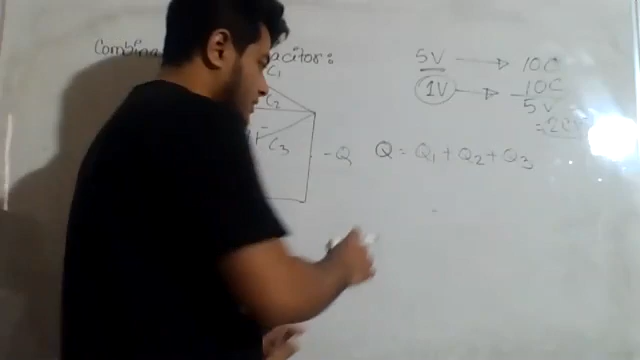 Combina acitor:
C1
C2
C3
- Q
5V → 10C
1V → 10C
5V
= 2C
Q = Q1 + Q2 + Q3